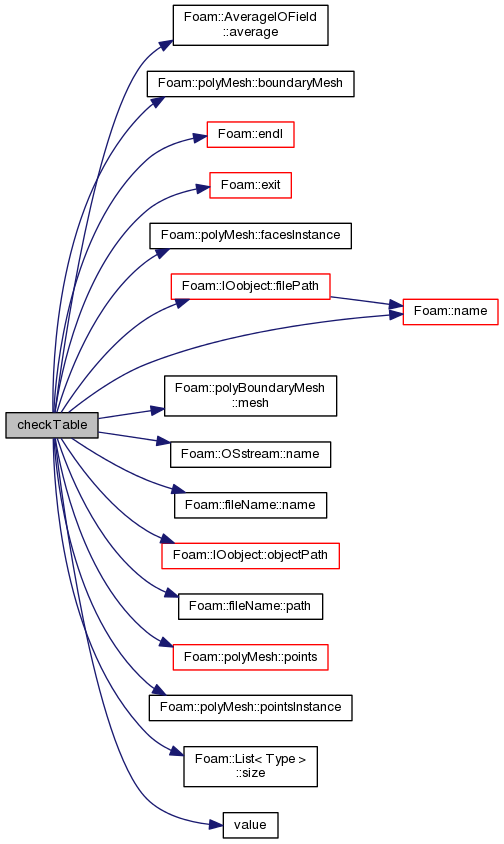 Foam::AverageIOField
::average
Foam::polyMesh::boundaryMesh
Foam::endl
Foam::exit
Foam::polyMesh::facesInstance
Foam::IOobject::filePath
Foam::name
Foam::polyBoundaryMesh
::mesh
checkTable
Foam::OSstream::name
Foam::fileName::name
Foam::IOobject::objectPath
Foam::fileName::path
Foam::polyMesh::points
Foam::polyMesh::pointsInstance
Foam::List< Type >
::size
value